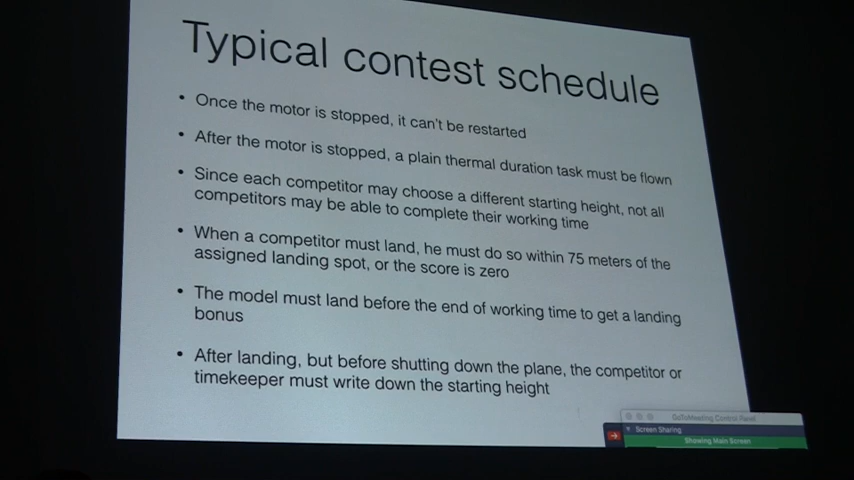 Typical contest schedule
• Once the motor is stopped, it can't be restarted
• After the motor is stopped, a plain thermal duration task must be flown
• Since each competitor may choose a different starting height, not all
competitors may be able to complete their working time
• When a competitor must land, he must do so within 75 meters of the
assigned landing spot, or the score is zero
• The model must land before the end of working time to get a landing
bonus
• After landing, but before shutting down the plane, the competitor or
timekeeper must write down the starting height
GoToMeeting Control Panel
Screen Sharing
Showing Main Screen